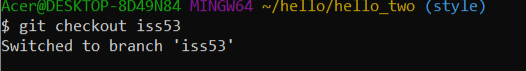 Acer@DESKTOP-8D49N84 MINGW64 ~/hello/hello_two (style)
$ git checkout iss53
Switched to branch 'iss53'